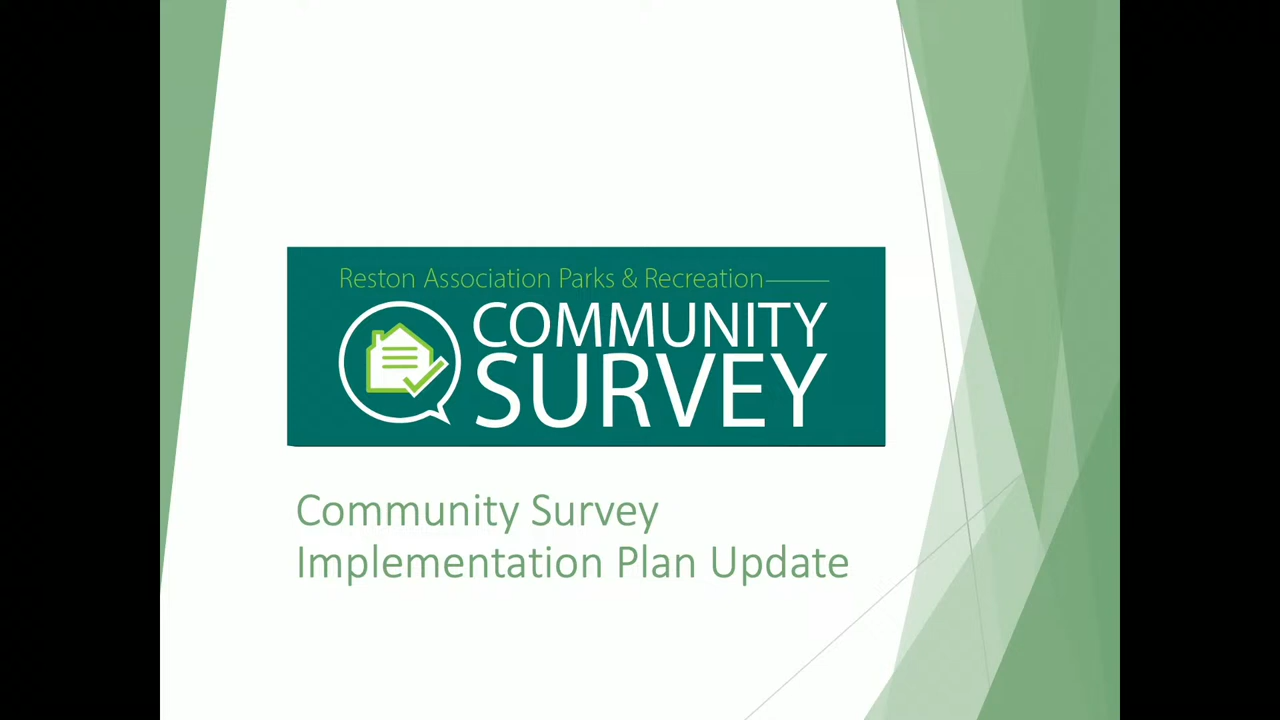 Reston Association Parks & Recreation
COMMUNITY
SURVEY
Community Survey
Implementation Plan Update